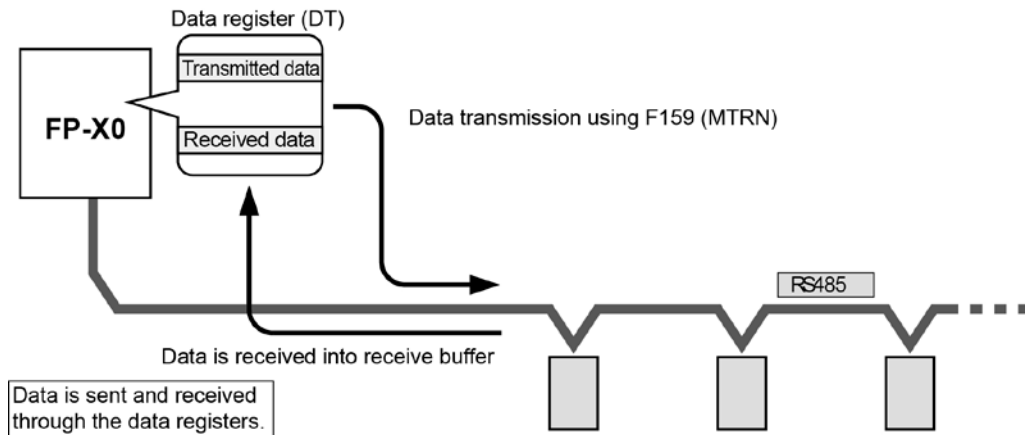 Data register (DT)
Transmitted data
FP-X0
Received data
Data transmission using F159 (MTRN)
RS485
Data is received into receive buffer
Data is sent and received
through the data registers.